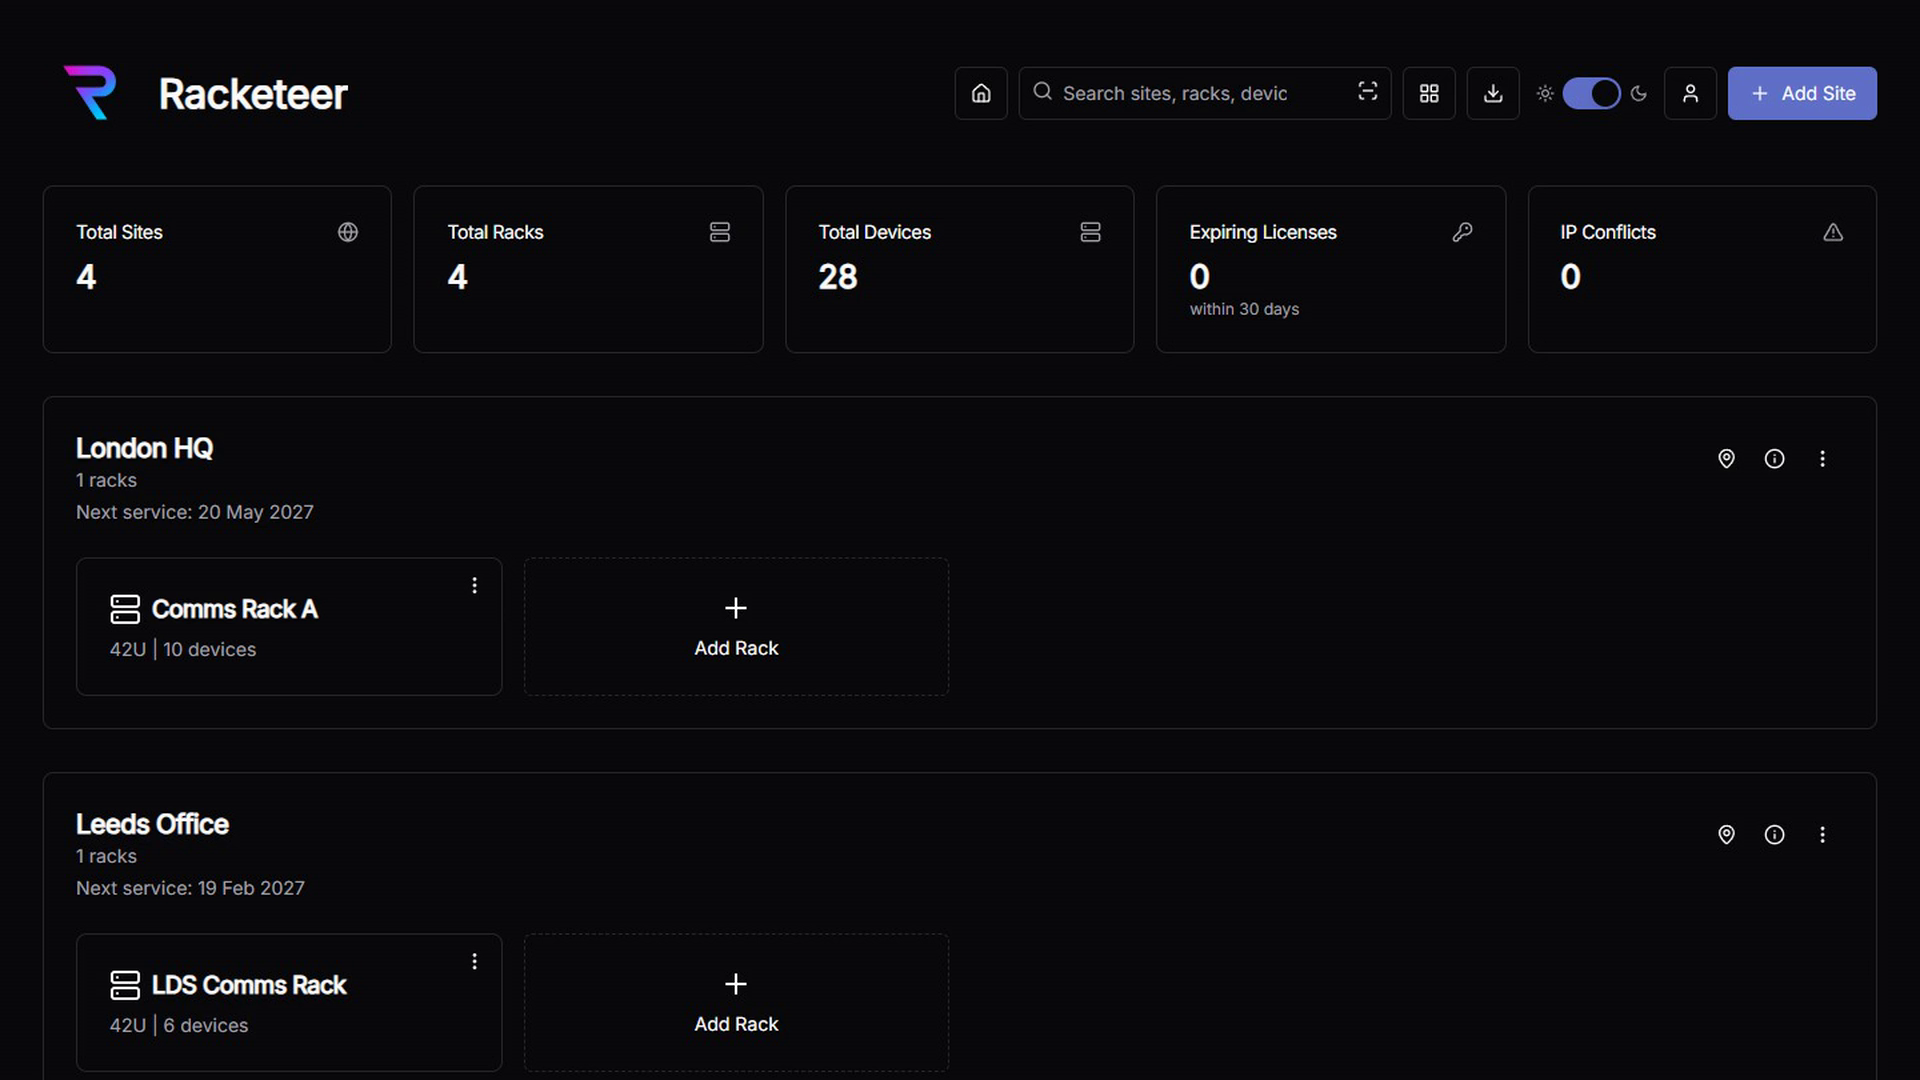 Racketeer
Search sites, racks, devic
Add Site
Total Sites
4
Total Racks
4
Total Devices
28
Expiring Licenses
0
within 30 days
IP Conflicts
0
London HQ
1 racks
Next service: 20 May 2027
Comms Rack A
42U | 10 devices
Add Rack
Leeds Office
1 racks
Next service: 19 Feb 2027
LDS Comms Rack
42U | 6 devices
Add Rack